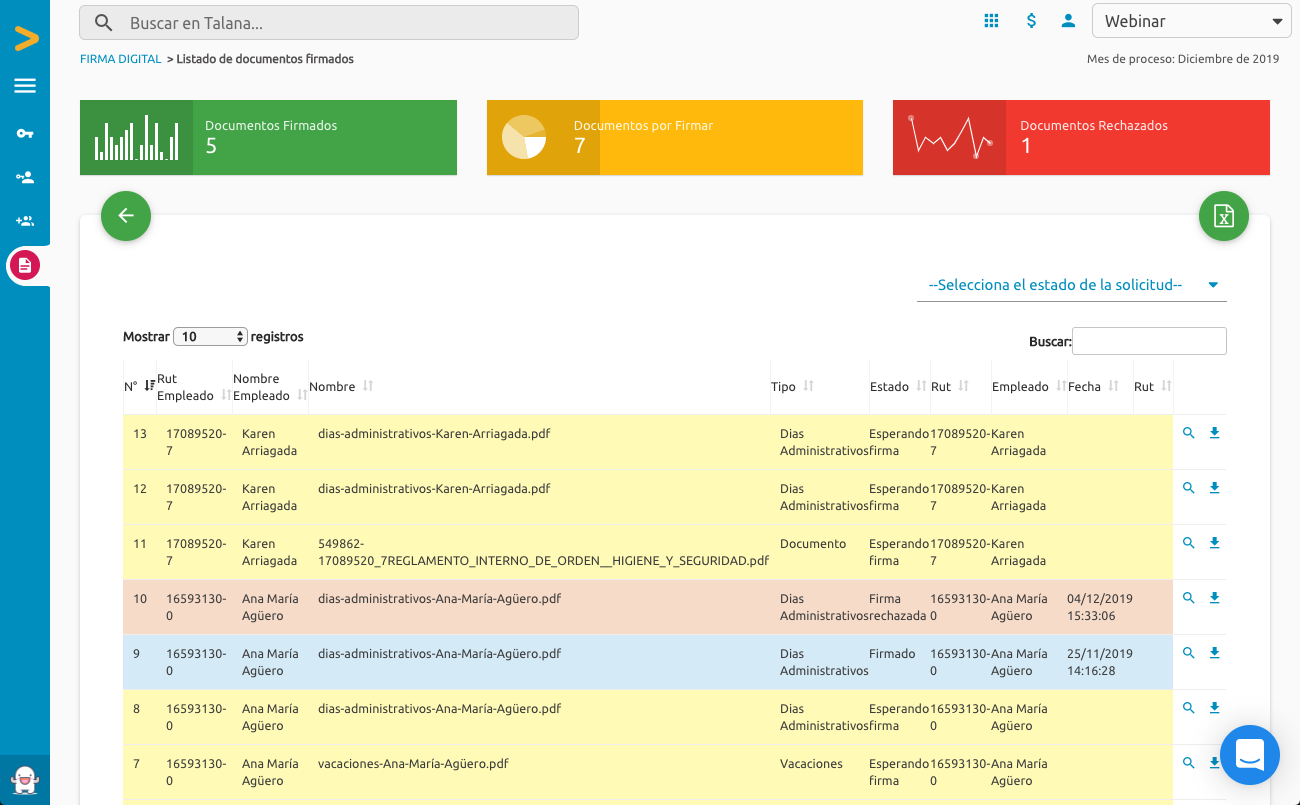 Buscar en Talana...
Webinar
FIRMA DIGITAL > Listado de documentos firmados
Mes de proceso: Diciembre de 2019
Documentos Firmados
5
Documentos por Firmar
7
Documentos Rechazados
1
--Selecciona el estado de la solicitud--
Mostrar 10 registros
Buscar:
N° Rut Empleado Nombre Empleado Nombre Tipo Estado Rut Empleado Fecha Rut
13 17089520- Karen dias-administrativos-Karen-Arriagada.pdf Dias Esperando 17089520- Karen
7 Arriagada Administrativos firma 7 Arriagada
12 17089520- Karen dias-administrativos-Karen-Arriagada.pdf Dias Esperando 17089520- Karen
7 Arriagada Administrativos firma 7 Arriagada
11 17089520- Karen 549862- Documento Esperando 17089520- Karen
7 Arriagada 17089520_7REGLAMENTO_INTERNO_DE_ORDEN__HIGIENE_Y_SEGURIDAD.pdf firma 7 Arriagada
10 16593130- Ana María dias-administrativos-Ana-María-Agüero.pdf Dias Firma 16593130- Ana María 04/12/2019
0 Agüero Administrativos rechazada 0 Agüero 15:33:06
9 16593130- Ana María dias-administrativos-Ana-María-Agüero.pdf Dias Firmado 16593130- Ana María 25/11/2019
0 Agüero Administrativos 0 Agüero 14:16:28
8 16593130- Ana María dias-administrativos-Ana-María-Agüero.pdf Dias Esperando 16593130- Ana María
0 Agüero Administrativos firma 0 Agüero
7 16593130- Ana María vacaciones-Ana-María-Agüero.pdf Vacaciones Esperando 16593130- Ana María
0 Agüero firma 0 Agüero